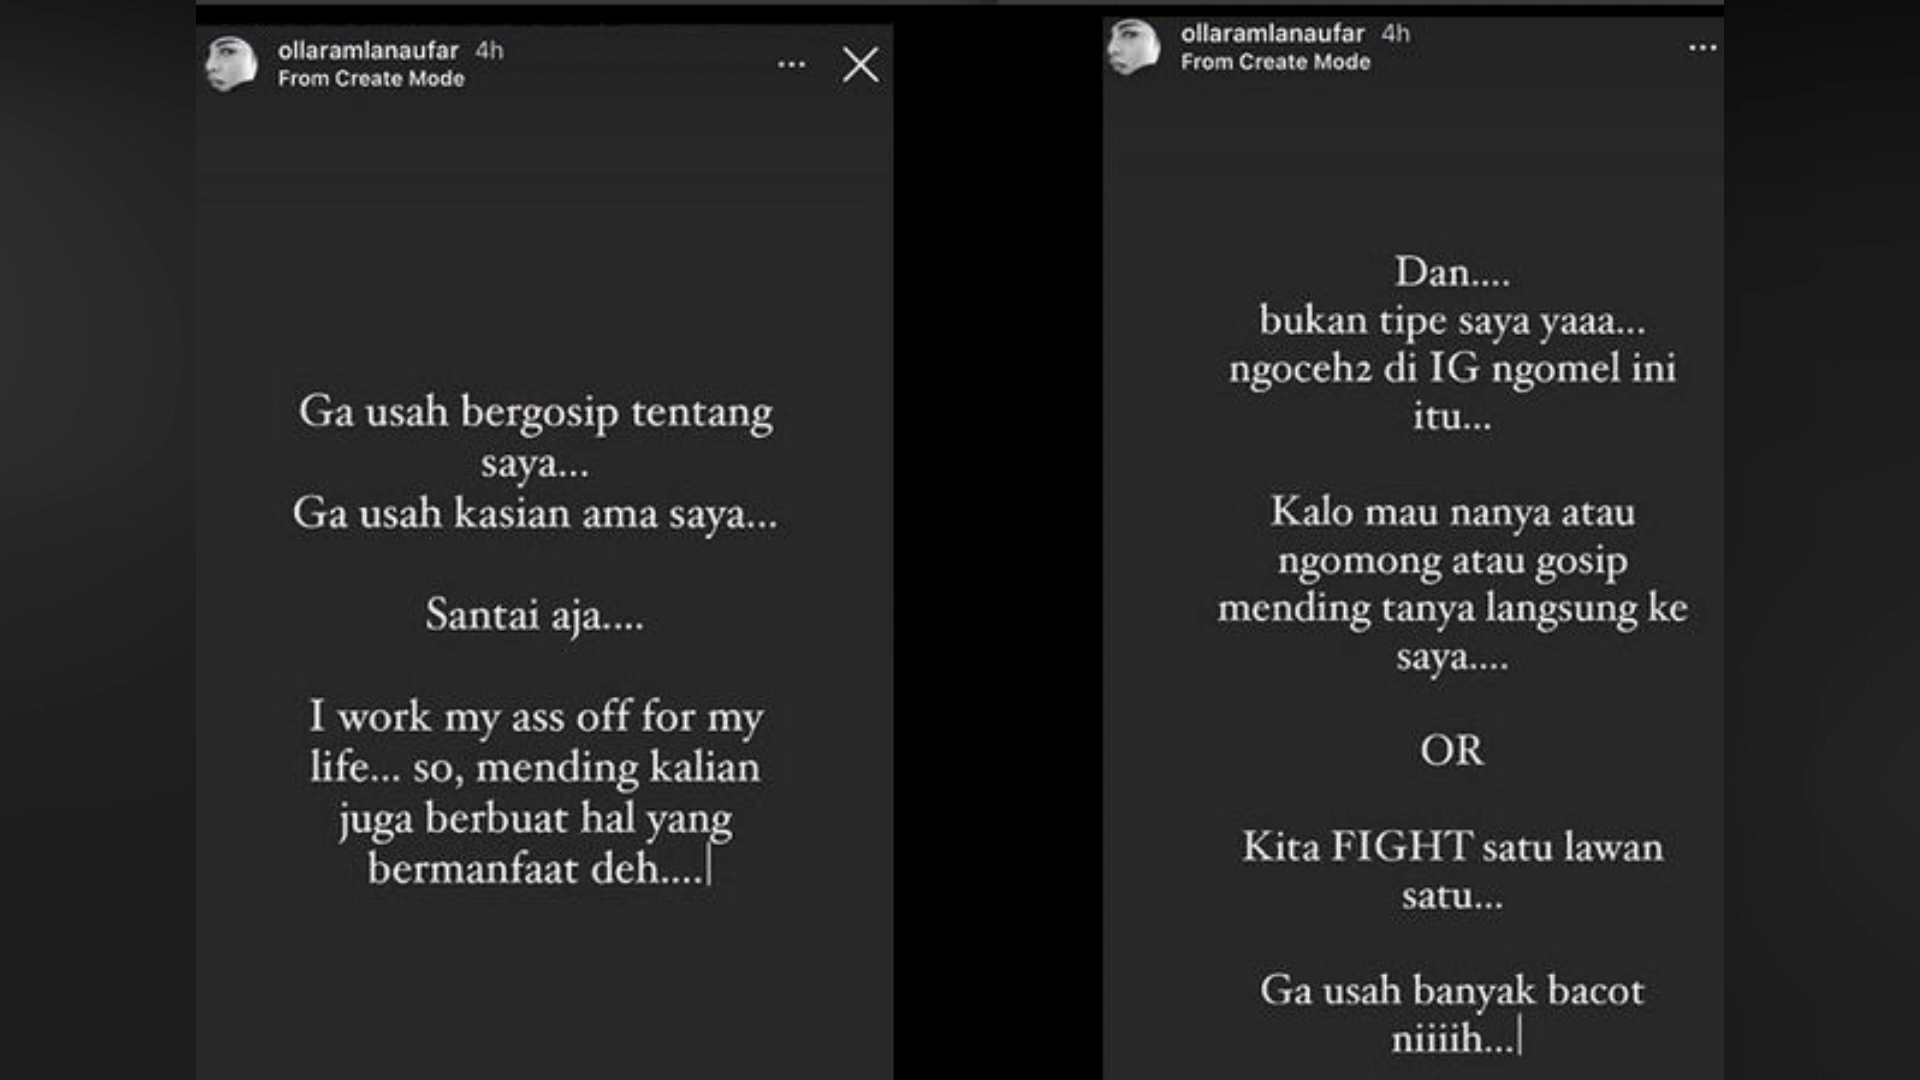 ollaramlanaufar 4h
From Create Mode
Ga usah bergosip tentang
saya...
Ga usah kasian ama saya...
Santai aja....
I work my ass off for my
life... so, mending kalian
juga berbuat hal yang
bermanfaat deh....
ollaramlanaufar 4h
From Create Mode
Dan....
bukan tipe saya yaaa...
ngoceh2 di IG ngomel ini
itu...
Kalo mau nanya atau
ngomong atau gosip
mending tanya langsung ke
saya....
OR
Kita FIGHT satu lawan
satu...
Ga usah banyak bacot
niiiih...